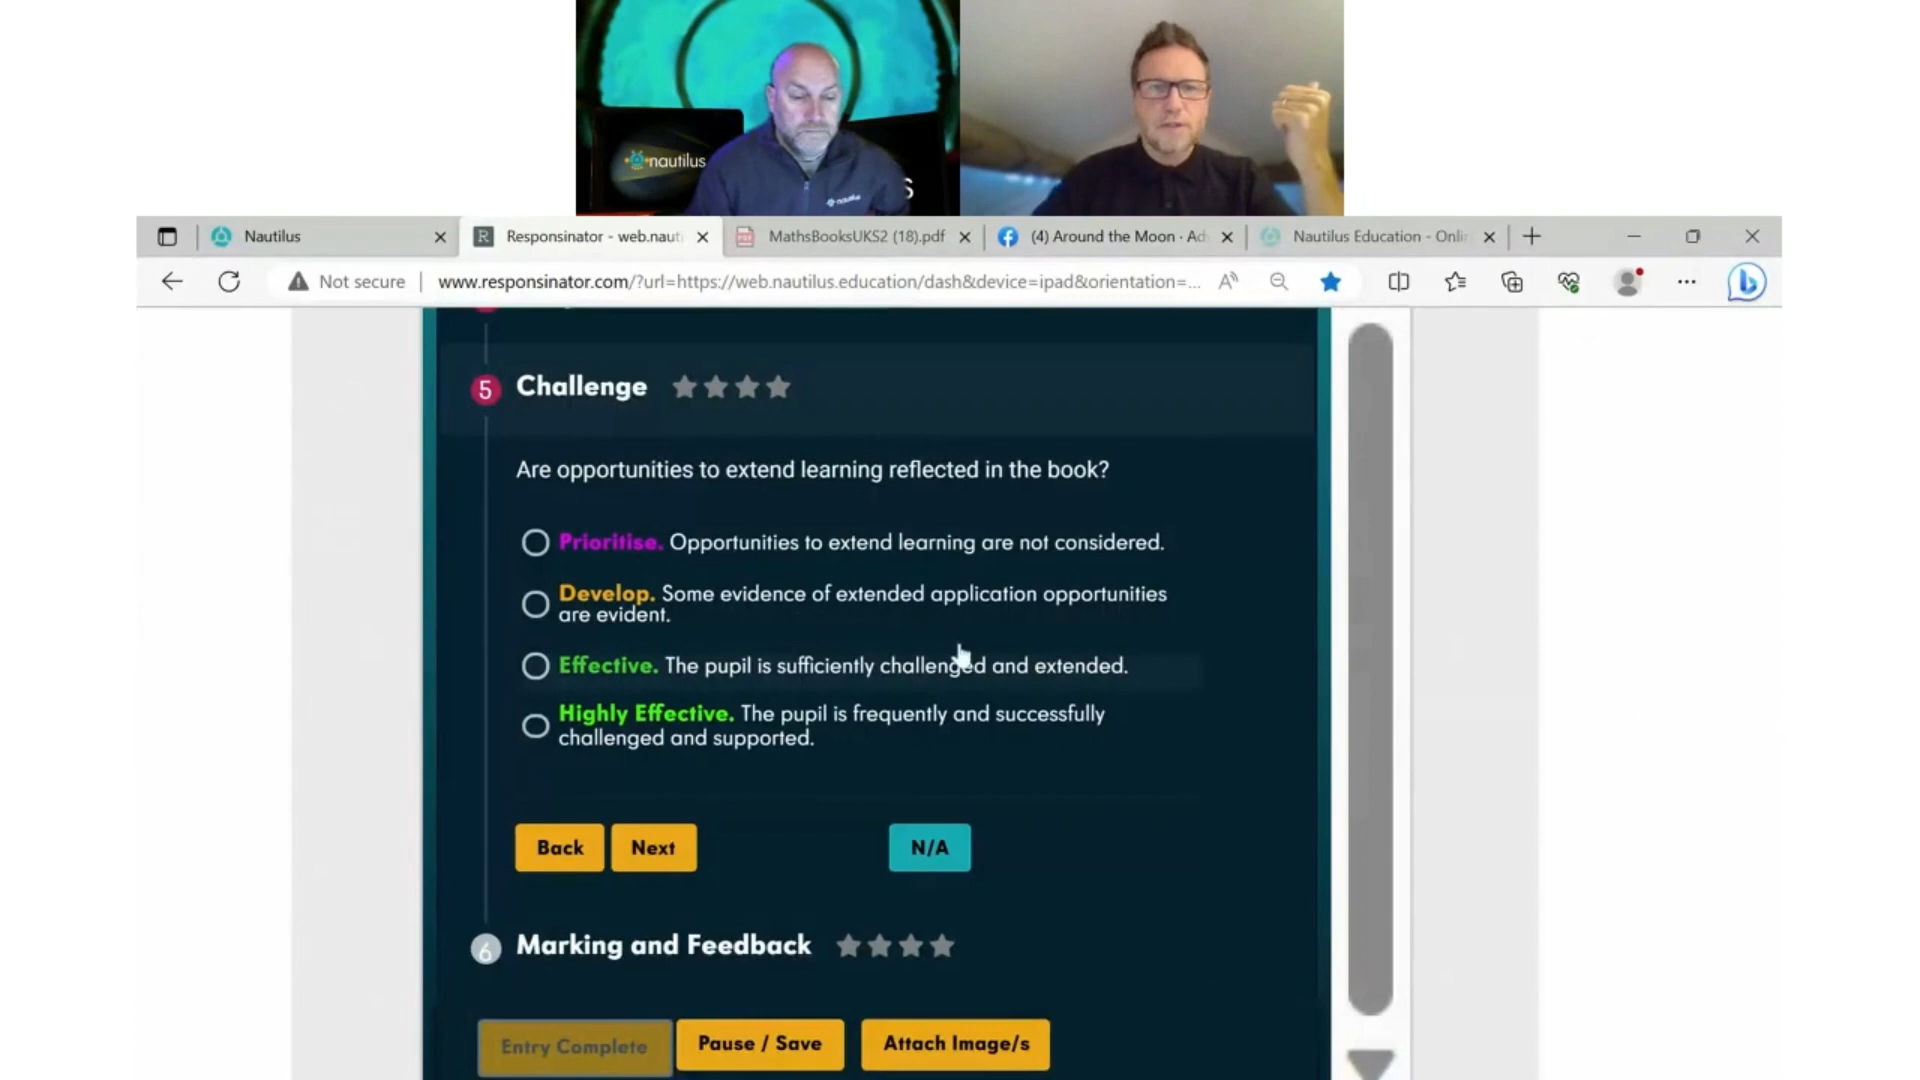 nautilus
nautilus
S
Nautilus
Responsinator - web.nauti
MathsBooksUKS2 (18).pdf
(4) Around the Moon · Ad
Nautilus Education - Onli
Not secure
www.responsinator.com/?url=https://web.nautilus.education/dash&device=ipad&orientation=...
5 Challenge
Are opportunities to extend learning reflected in the book?
Prioritise. Opportunities to extend learning are not considered.
Develop. Some evidence of extended application opportunities
are evident.
Effective. The pupil is sufficiently challenged and extended.
Highly Effective. The pupil is frequently and successfully
challenged and supported.
Back
Next
N/A
6 Marking and Feedback
Entry Complete
Pause / Save
Attach Image/s